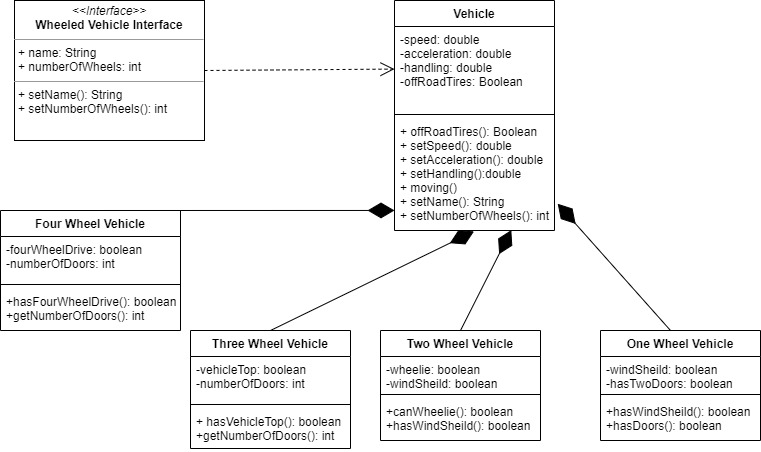 <<Interface>>
Wheeled Vehicle Interface
+ name: String
+ numberOfWheels: int
+ setName(): String
+ setNumberOfWheels(): int
Vehicle
-speed: double
-acceleration: double
-handling: double
-offRoadTires: Boolean
+ offRoadTires(): Boolean
+ setSpeed(): double
+ setAcceleration(): double
+ setHandling():double
+ moving()
+ setName(): String
+ setNumberOfWheels(): int
Four Wheel Vehicle
-fourWheelDrive: boolean
-numberOfDoors: int
+hasFourWheelDrive(): boolean
+getNumberOfDoors(): int
Three Wheel Vehicle
-vehicleTop: boolean
-numberOfDoors: int
+ hasVehicleTop(): boolean
+getNumberOfDoors(): int
Two Wheel Vehicle
-wheelie: boolean
-windSheild: boolean
+canWheelie(): boolean
+hasWindSheild(): boolean
One Wheel Vehicle
-windSheild: boolean
-hasTwoDoors: boolean
+hasWindSheild(): boolean
+hasDoors(): boolean